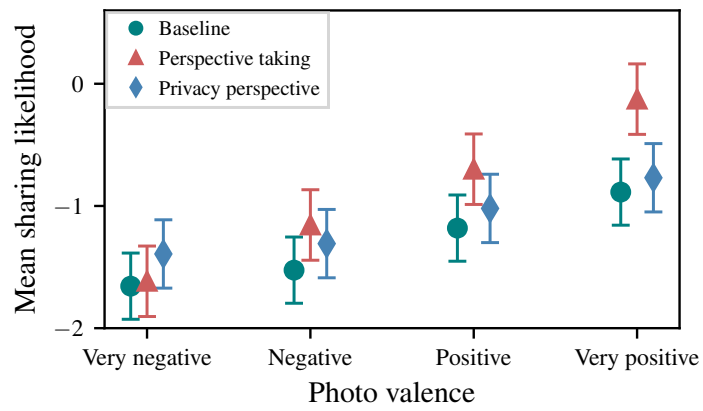 Baseline
Perspective taking
Privacy perspective
Mean sharing likelihood
0
−1
−2
Very negative
Negative
Positive
Very positive
Photo valence